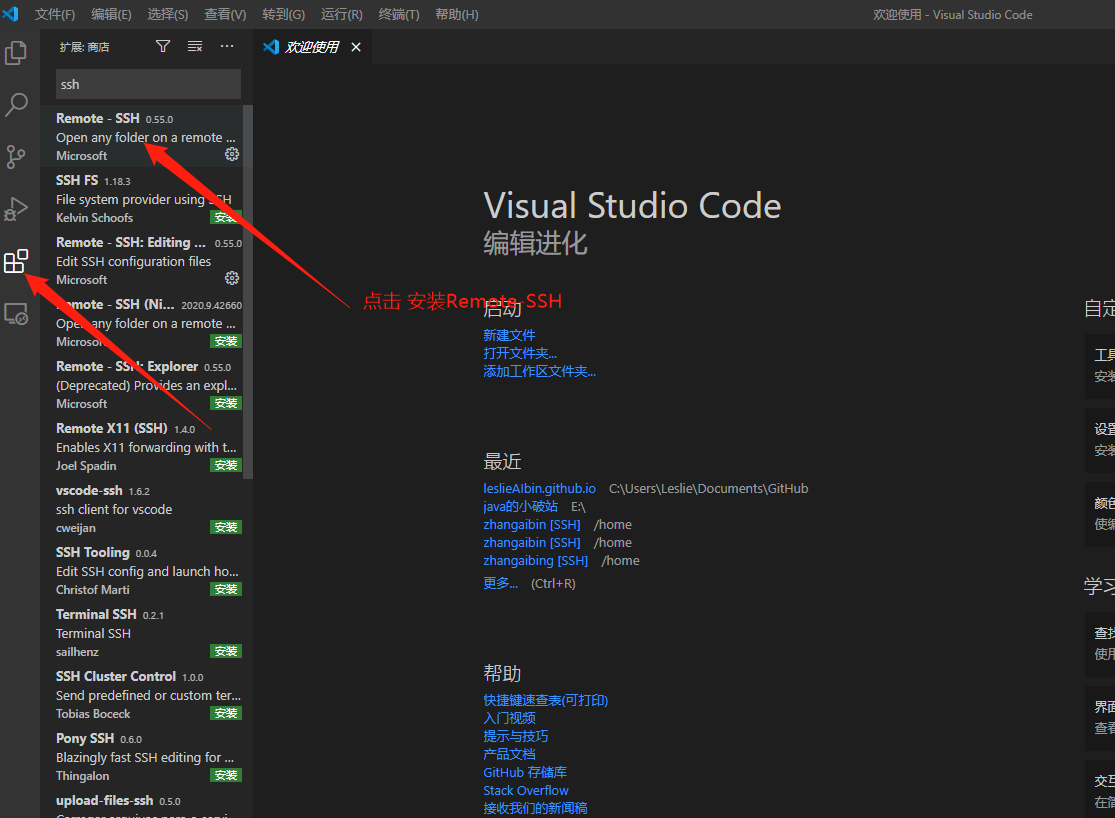 文件(F) 编辑(E) 选择(S) 查看(V) 转到(G) 运行(R) 终端(T) 帮助(H)
欢迎使用 - Visual Studio Code
扩展: 商店
欢迎使用
ssh
Remote - SSH 0.55.0
Open any folder on a remote ...
Microsoft
SSH FS 1.18.3
File system provider using SSH
Kelvin Schoofs 安装
Remote - SSH: Editing ... 0.55.0
Edit SSH configuration files
Microsoft
Remote - SSH (Ni... 2020.9.42660
Open any folder on a remote ...
Microsoft 安装
Remote - SSH: Explorer 0.55.0
(Deprecated) Provides an expl...
Microsoft 安装
Remote X11 (SSH) 1.4.0
Enables X11 forwarding with t...
Joel Spadin 安装
vscode-ssh 1.6.2
ssh client for vscode
cweijan 安装
SSH Tooling 0.0.4
Edit SSH config and launch ho...
Christof Marti 安装
Terminal SSH 0.2.1
Terminal SSH
sailhenz 安装
SSH Cluster Control 1.0.0
Send predefined or custom ter...
Tobias Boceck 安装
Pony SSH 0.6.0
Blazingly fast SSH editing for ...
Thingalon 安装
upload-files-ssh 0.5.0
Visual Studio Code
编辑进化
点击 安装Remote-SSH
启动
新建文件
打开文件夹...
添加工作区文件夹...
最近
leslieAIbin.github.io C:\Users\Leslie\Documents\GitHub
java的小破站 E:\
zhangaibin [SSH] /home
zhangaibin [SSH] /home
zhangaibing [SSH] /home
更多... (Ctrl+R)
帮助
快捷键速查表(可打印)
入门视频
提示与技巧
产品文档
GitHub 存储库
Stack Overflow
接收我们的新闻稿
自定
工具
安装
设置
安装
颜色
使编
学习
查找
使用
界面
查看
交互
在简